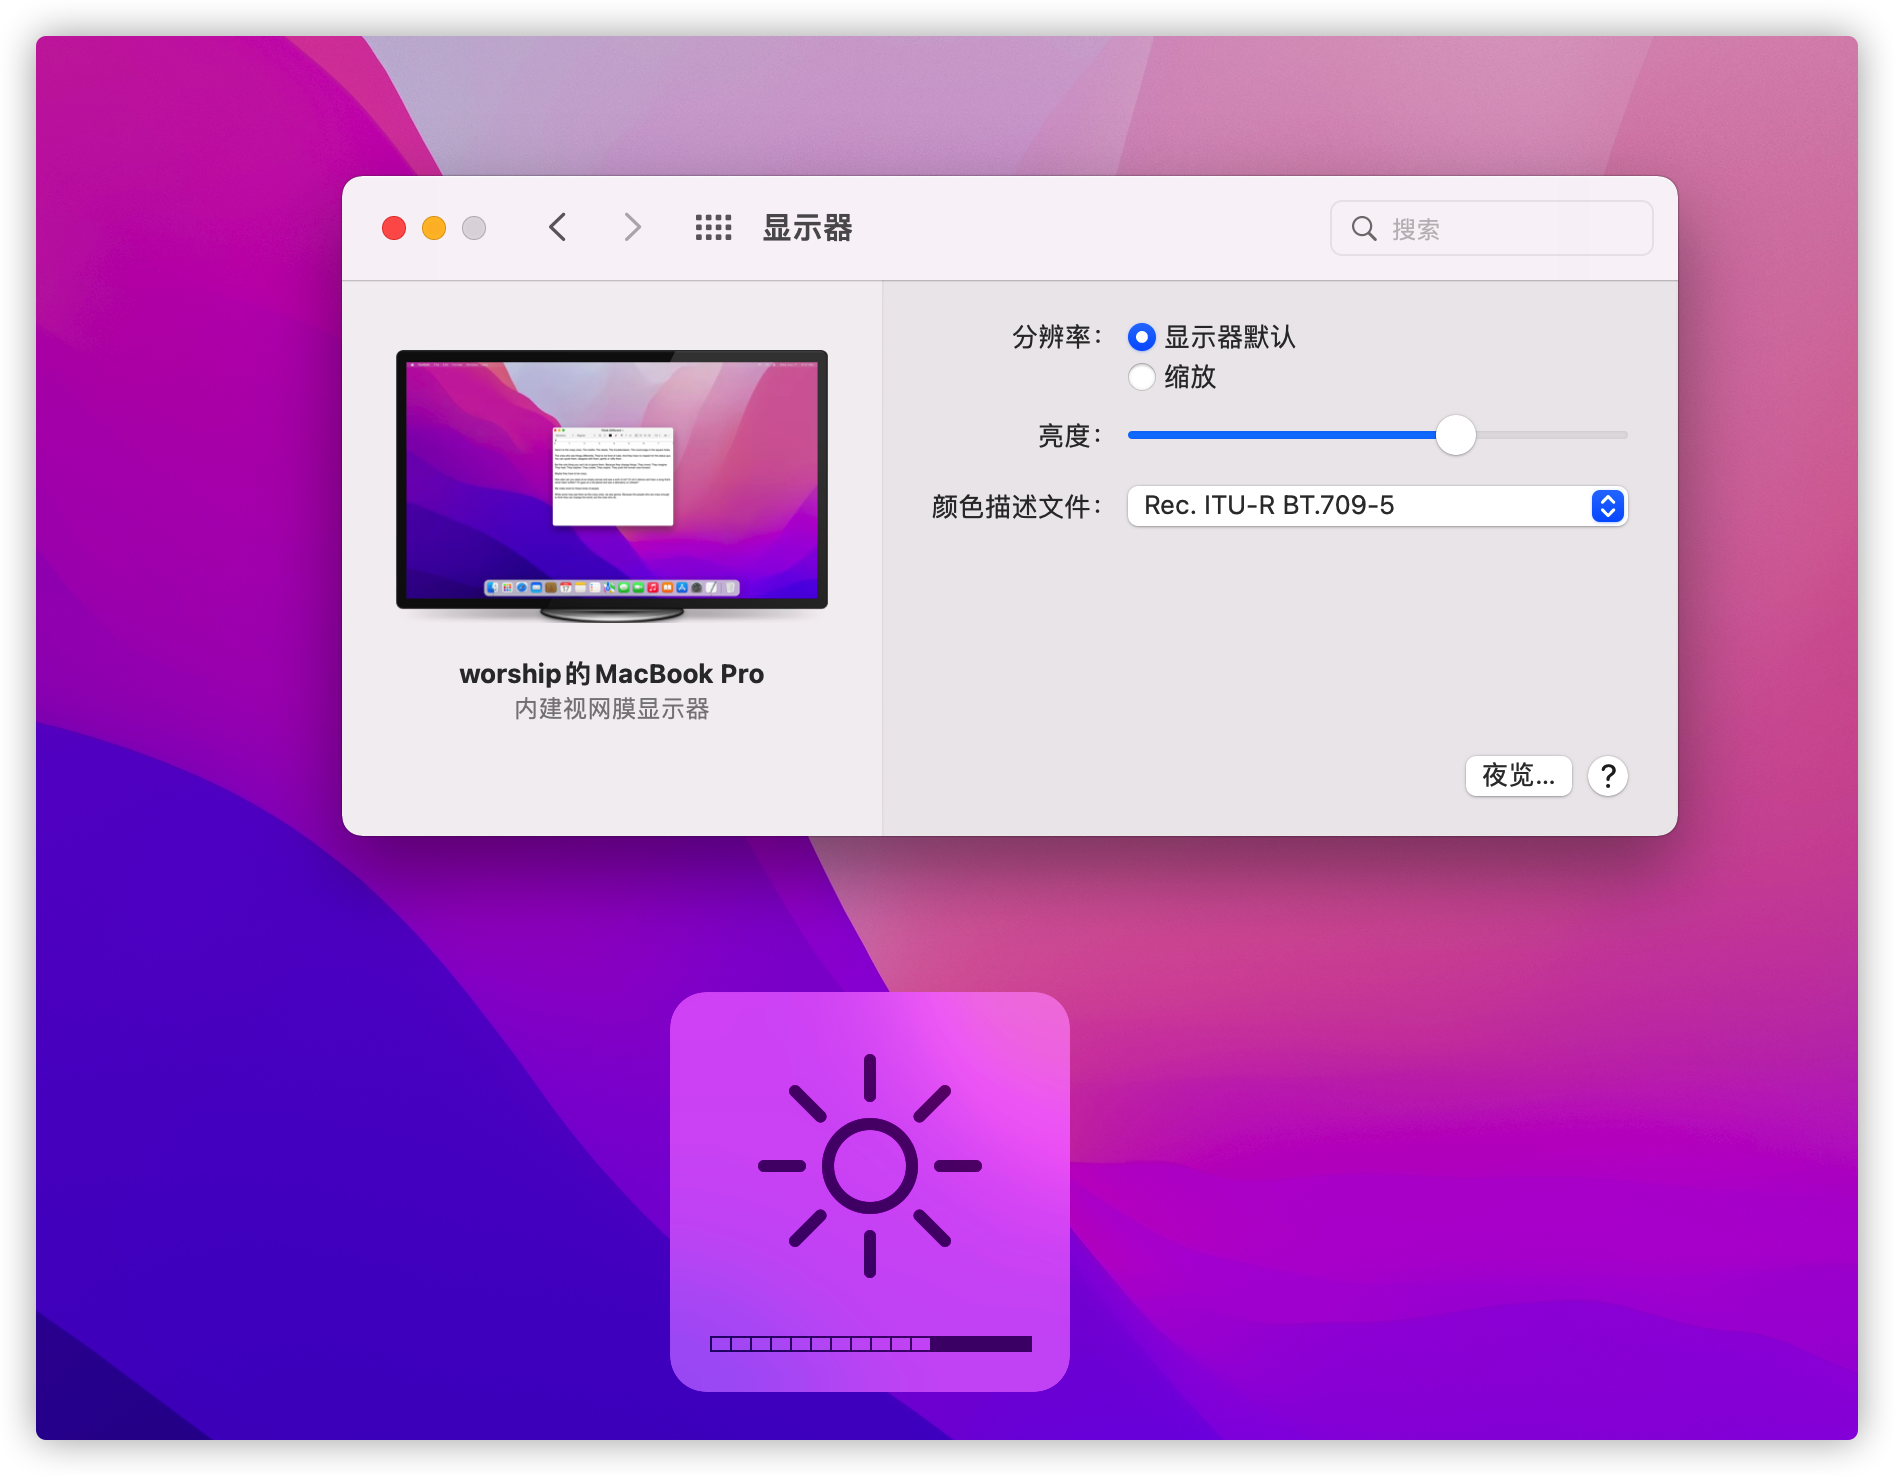 显示器
搜索
分辨率：
显示器默认
缩放
亮度：
颜色描述文件：
Rec. ITU-R BT.709-5
worship的MacBook Pro
内建视网膜显示器
夜览...
?